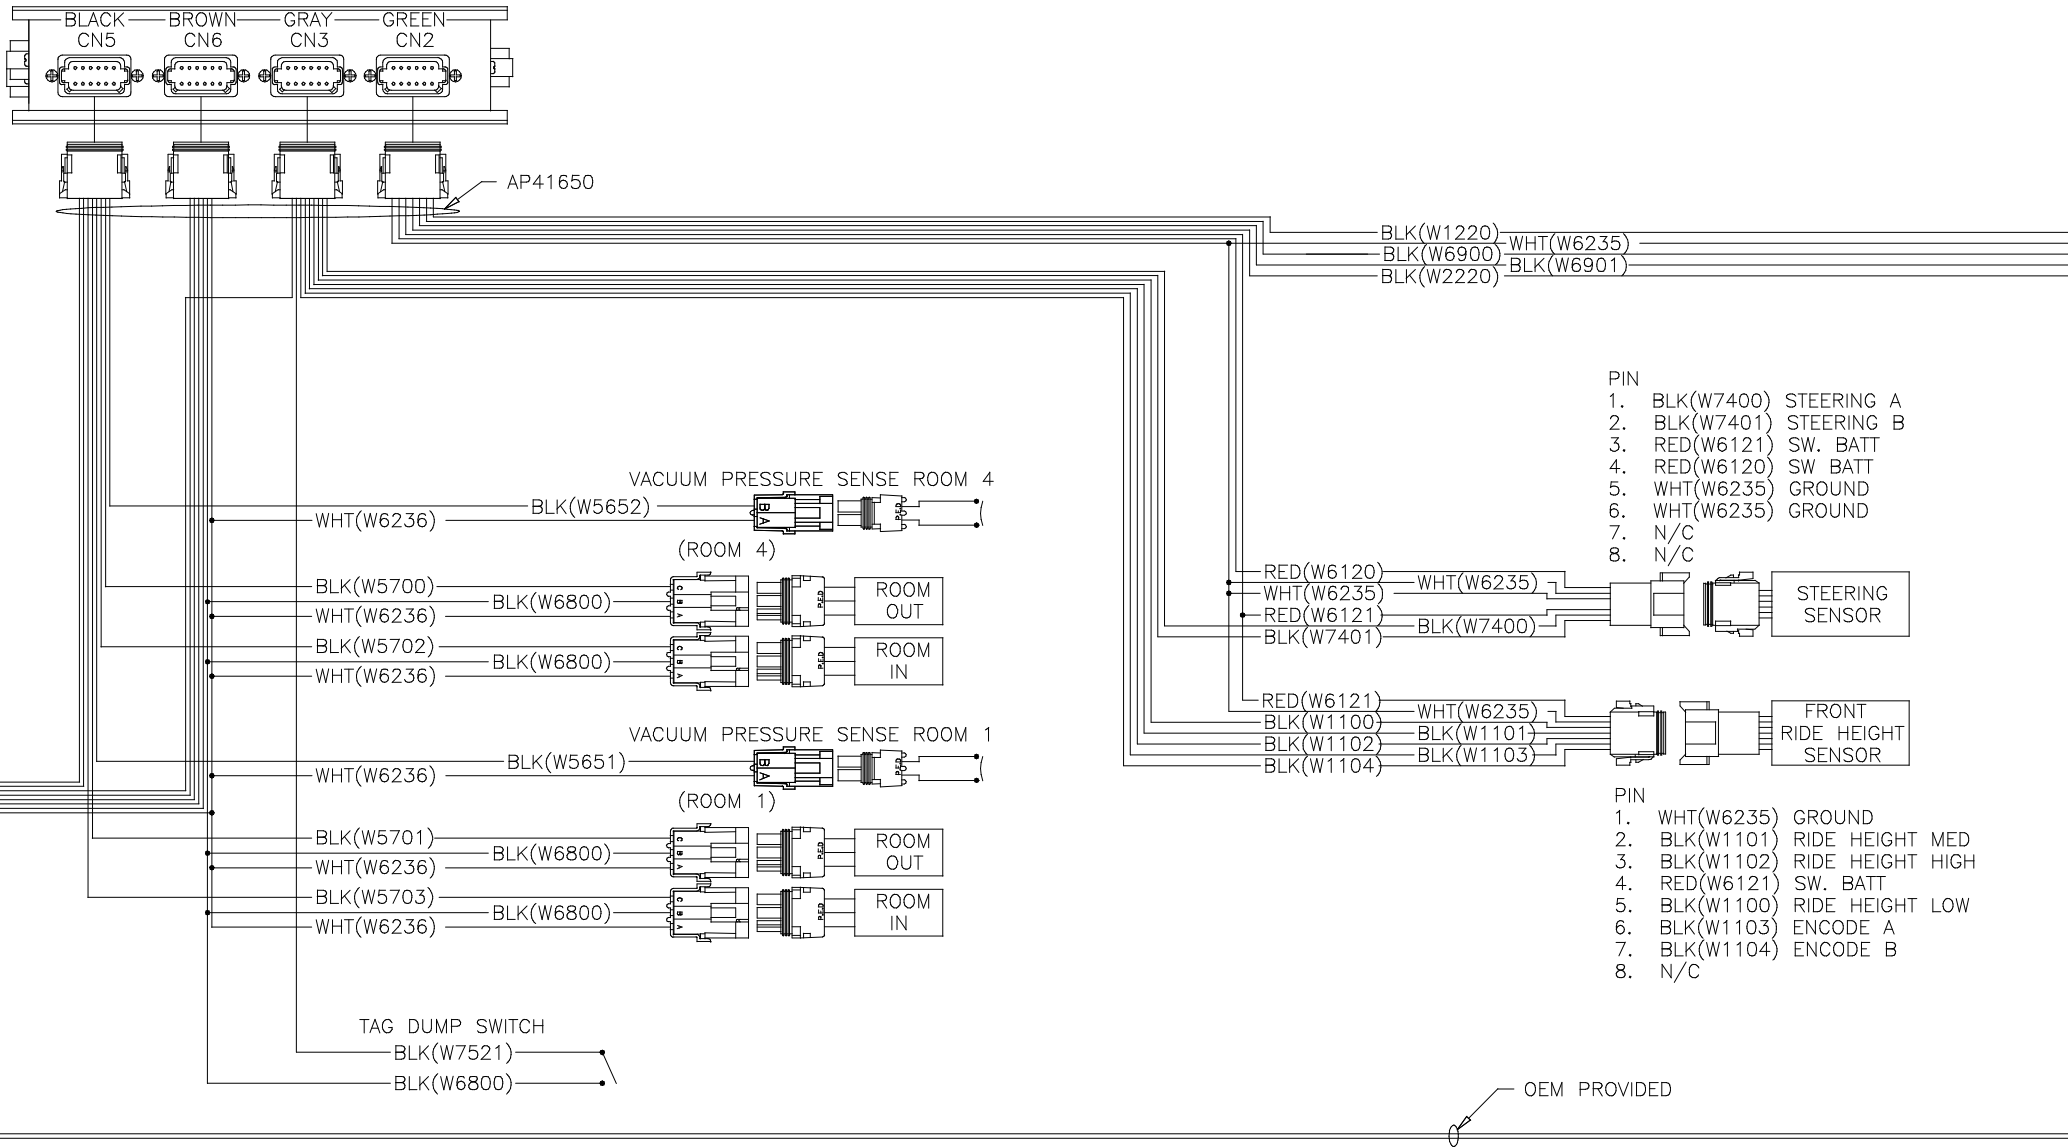 BLACK BROWN GRAY GREEN
CN5 CN6 CN3 CN2
AP41650
BLK(W1220)
WHT(W6235)
BLK(W6900)
BLK(W6901)
BLK(W2220)
PIN
1. BLK(W7400) STEERING A
2. BLK(W7401) STEERING B
3. RED(W6121) SW. BATT
4. RED(W6120) SW BATT
5. WHT(W6235) GROUND
6. WHT(W6235) GROUND
7. N/C
8. N/C
VACUUM PRESSURE SENSE ROOM 4
BLK(W5652)
WHT(W6236)
B
A
P.E.D.
(ROOM 4)
BLK(W5700)
BLK(W6800)
WHT(W6236)
C
B
A
P.E.D.
ROOM
OUT
BLK(W5702)
BLK(W6800)
WHT(W6236)
C
B
A
P.E.D.
ROOM
IN
RED(W6120)
WHT(W6235)
WHT(W6235)
RED(W6121)
BLK(W7400)
BLK(W7401)
STEERING
SENSOR
RED(W6121)
WHT(W6235)
BLK(W1100)
BLK(W1101)
BLK(W1102)
BLK(W1103)
BLK(W1104)
FRONT
RIDE HEIGHT
SENSOR
VACUUM PRESSURE SENSE ROOM 1
BLK(W5651)
WHT(W6236)
B
A
P.E.D.
(ROOM 1)
BLK(W5701)
BLK(W6800)
WHT(W6236)
C
B
A
P.E.D.
ROOM
OUT
BLK(W5703)
BLK(W6800)
WHT(W6236)
C
B
A
P.E.D.
ROOM
IN
PIN
1. WHT(W6235) GROUND
2. BLK(W1101) RIDE HEIGHT MED
3. BLK(W1102) RIDE HEIGHT HIGH
4. RED(W6121) SW. BATT
5. BLK(W1100) RIDE HEIGHT LOW
6. BLK(W1103) ENCODE A
7. BLK(W1104) ENCODE B
8. N/C
TAG DUMP SWITCH
BLK(W7521)
BLK(W6800)
OEM PROVIDED